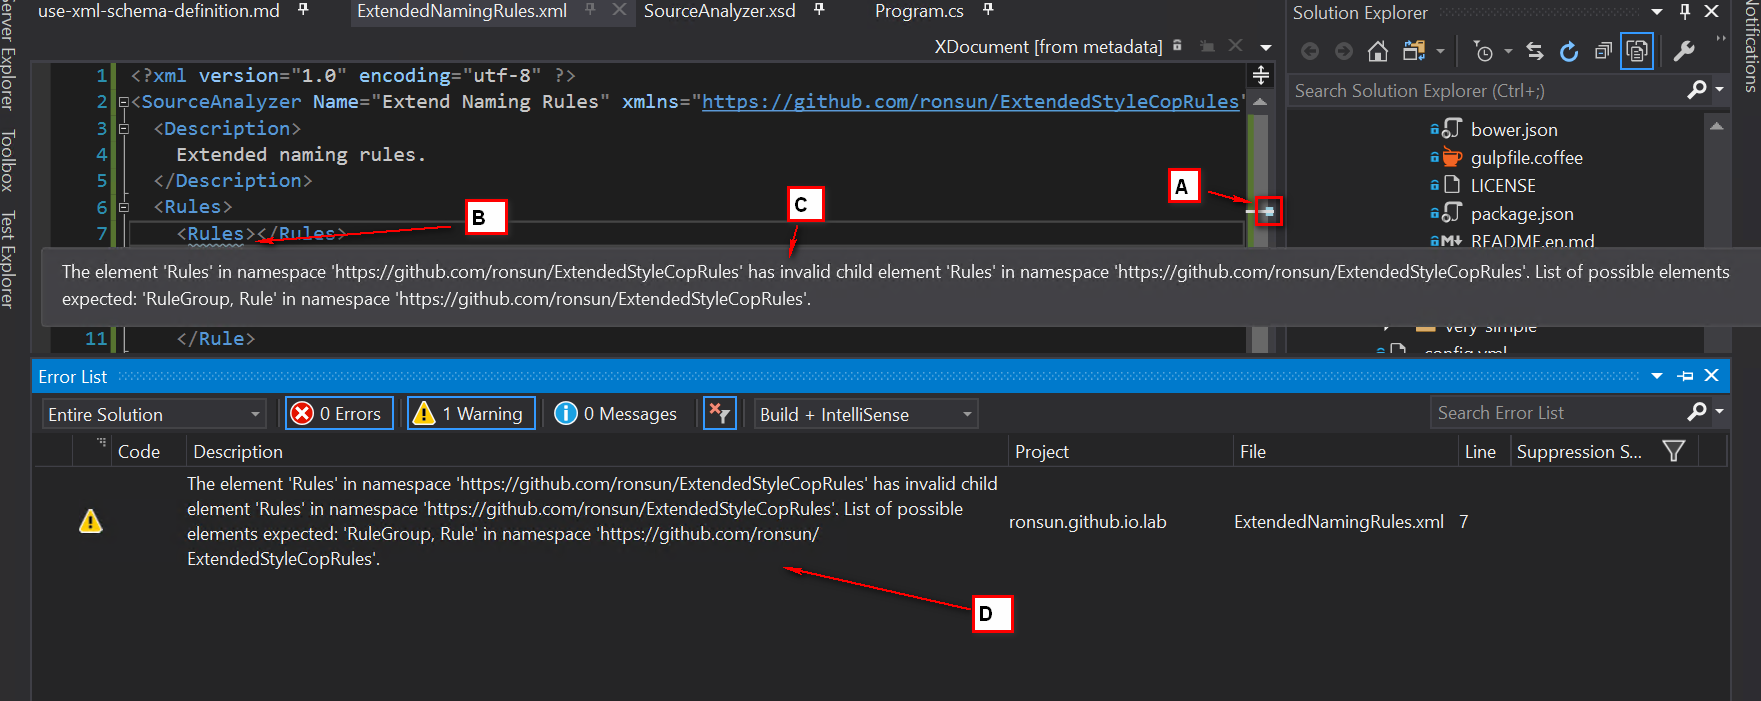 use-xml-schema-definition.md
ExtendedNamingRules.xml
SourceAnalyzer.xsd
Program.cs
XDocument [from metadata]
Server Explorer
Toolbox
Test Explorer
1 <?xml version="1.0" encoding="utf-8" ?>
2 <SourceAnalyzer Name="Extend Naming Rules" xmlns="https://github.com/ronsun/ExtendedStyleCopRules"
3 <Description>
4 Extended naming rules.
5 </Description>
6 <Rules>
7 <Rules></Rules>
A
B
C
The element 'Rules' in namespace 'https://github.com/ronsun/ExtendedStyleCopRules' has invalid child element 'Rules' in namespace 'https://github.com/ronsun/ExtendedStyleCopRules'. List of possible elements
expected: 'RuleGroup, Rule' in namespace 'https://github.com/ronsun/ExtendedStyleCopRules'.
11 </Rule>
Solution Explorer
Search Solution Explorer (Ctrl+;)
bower.json
gulpfile.coffee
LICENSE
package.json
README.en.md
very-simple
_config.yml
Notifications
Error List
Entire Solution
0 Errors
1 Warning
0 Messages
Build + IntelliSense
Search Error List
Code Description Project File Line Suppression S...
The element 'Rules' in namespace 'https://github.com/ronsun/ExtendedStyleCopRules' has invalid child
element 'Rules' in namespace 'https://github.com/ronsun/ExtendedStyleCopRules'. List of possible
elements expected: 'RuleGroup, Rule' in namespace 'https://github.com/ronsun/
ExtendedStyleCopRules'.
ronsun.github.io.lab
ExtendedNamingRules.xml
7
D